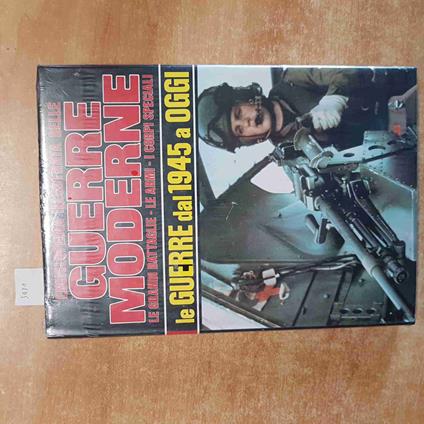 GUERRE
MODERNE
LE GRANDI BATTAGLIE - LE ARMI - I CORPI SPECIALI
le GUERRE dal 1945 a OGGI